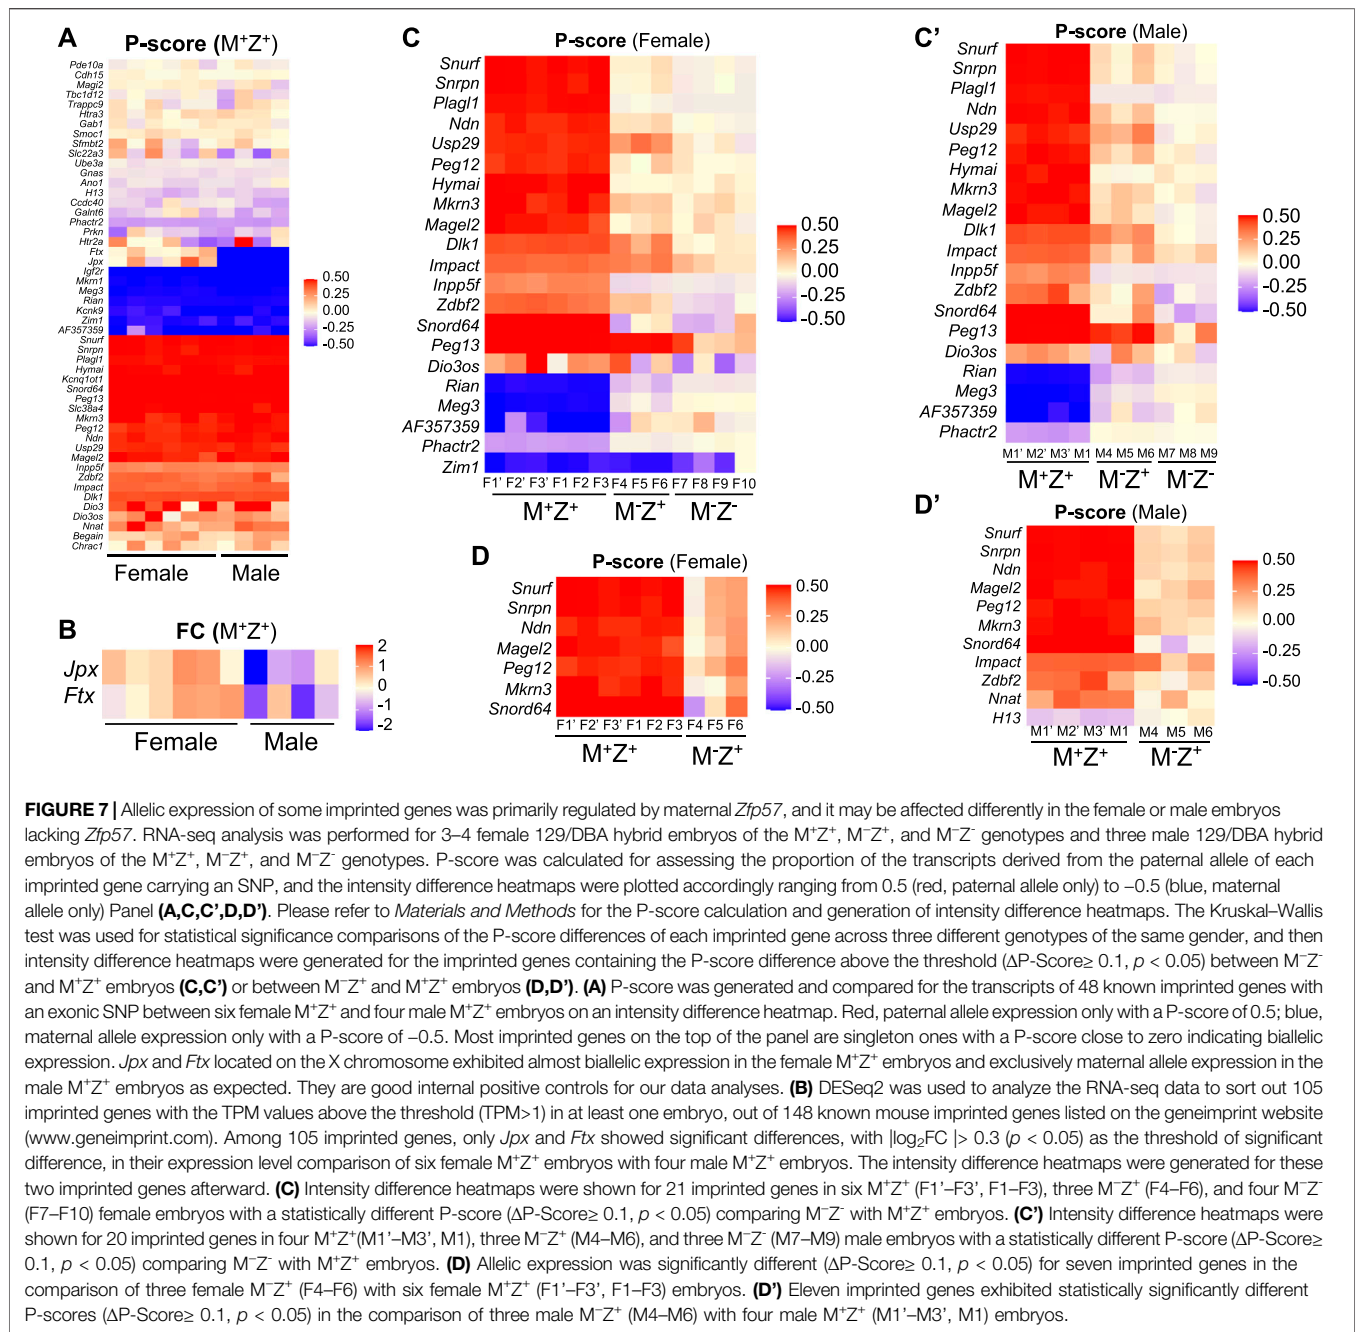 A
P-score (M⁺Z⁺)
Pde10a
Cdh15
Magi2
Tbc1d12
Trappc9
Htra3
Gab1
Smoc1
Sfmbt2
Slc22a3
Ube3a
Gnas
Ano1
H13
Ccdc40
Galnt6
Phactr2
Prkn
Htr2a
Ftx
Jpx
Igf2r
Mkrn1
Meg3
Rian
Kcnk9
Zim1
AF357359
Snurf
Snrpn
Plagl1
Hymai
Kcnq1ot1
Snord64
Peg13
Slc38a4
Mkrn3
Peg12
Ndn
Usp29
Magel2
Inpp5f
Zdbf2
Impact
Dlk1
Dio3
Dio3os
Nnat
Begain
Chrac1
Female Male
0.50
0.25
0.00
-0.25
-0.50
B
FC (M⁺Z⁺)
Jpx
Ftx
Female Male
2
1
0
-1
-2
C
P-score (Female)
Snurf
Snrpn
Plagl1
Ndn
Usp29
Peg12
Hymai
Mkrn3
Magel2
Dlk1
Impact
Inpp5f
Zdbf2
Snord64
Peg13
Dio3os
Rian
Meg3
AF357359
Phactr2
Zim1
F1' F2' F3' F1 F2 F3 F4 F5 F6 F7 F8 F9 F10
M⁺Z⁺ M⁻Z⁺ M⁻Z⁻
0.50
0.25
0.00
-0.25
-0.50
C'
P-score (Male)
Snurf
Snrpn
Plagl1
Ndn
Usp29
Peg12
Hymai
Mkrn3
Magel2
Dlk1
Impact
Inpp5f
Zdbf2
Snord64
Peg13
Dio3os
Rian
Meg3
AF357359
Phactr2
M1' M2' M3' M1 M4 M5 M6 M7 M8 M9
M⁺Z⁺ M⁻Z⁺ M⁻Z⁻
0.50
0.25
0.00
-0.25
-0.50
D
P-score (Female)
Snurf
Snrpn
Ndn
Magel2
Peg12
Mkrn3
Snord64
F1' F2' F3' F1 F2 F3 F4 F5 F6
M⁺Z⁺ M⁻Z⁺
0.50
0.25
0.00
-0.25
-0.50
D'
P-score (Male)
Snurf
Snrpn
Ndn
Magel2
Peg12
Mkrn3
Snord64
Impact
Zdbf2
Nnat
H13
M1' M2' M3' M1 M4 M5 M6
M⁺Z⁺ M⁻Z⁺
0.50
0.25
0.00
-0.25
-0.50
FIGURE 7 | Allelic expression of some imprinted genes was primarily regulated by maternal Zfp57, and it may be affected differently in the female or male embryos
lacking Zfp57. RNA-seq analysis was performed for 3–4 female 129/DBA hybrid embryos of the M⁺Z⁺, M⁻Z⁺, and M⁻Z⁻ genotypes and three male 129/DBA hybrid
embryos of the M⁺Z⁺, M⁻Z⁺, and M⁻Z⁻ genotypes. P-score was calculated for assessing the proportion of the transcripts derived from the paternal allele of each
imprinted gene carrying an SNP, and the intensity difference heatmaps were plotted accordingly ranging from 0.5 (red, paternal allele only) to −0.5 (blue, maternal
allele only) Panel (A,C,C',D,D'). Please refer to Materials and Methods for the P-score calculation and generation of intensity difference heatmaps. The Kruskal–Wallis
test was used for statistical significance comparisons of the P-score differences of each imprinted gene across three different genotypes of the same gender, and then
intensity difference heatmaps were generated for the imprinted genes containing the P-score difference above the threshold (ΔP-Score≥ 0.1, p < 0.05) between M⁻Z⁻
and M⁺Z⁺ embryos (C,C') or between M⁻Z⁺ and M⁺Z⁺ embryos (D,D'). (A) P-score was generated and compared for the transcripts of 48 known imprinted genes with
an exonic SNP between six female M⁺Z⁺ and four male M⁺Z⁺ embryos on an intensity difference heatmap. Red, paternal allele expression only with a P-score of 0.5; blue,
maternal allele expression only with a P-score of −0.5. Most imprinted genes on the top of the panel are singleton ones with a P-score close to zero indicating biallelic
expression. Jpx and Ftx located on the X chromosome exhibited almost biallelic expression in the female M⁺Z⁺ embryos and exclusively maternal allele expression in the
male M⁺Z⁺ embryos as expected. They are good internal positive controls for our data analyses. (B) DESeq2 was used to analyze the RNA-seq data to sort out 105
imprinted genes with the TPM values above the threshold (TPM>1) in at least one embryo, out of 148 known mouse imprinted genes listed on the geneimprint website
(www.geneimprint.com). Among 105 imprinted genes, only Jpx and Ftx showed significant differences, with |log₂FC |> 0.3 (p < 0.05) as the threshold of significant
difference, in their expression level comparison of six female M⁺Z⁺ embryos with four male M⁺Z⁺ embryos. The intensity difference heatmaps were generated for these
two imprinted genes afterward. (C) Intensity difference heatmaps were shown for 21 imprinted genes in six M⁺Z⁺ (F1'–F3', F1–F3), three M⁻Z⁺ (F4–F6), and four M⁻Z⁻
(F7–F10) female embryos with a statistically different P-score (ΔP-Score≥ 0.1, p < 0.05) comparing M⁻Z⁻ with M⁺Z⁺ embryos. (C') Intensity difference heatmaps were
shown for 20 imprinted genes in four M⁺Z⁺(M1'–M3', M1), three M⁻Z⁺ (M4–M6), and three M⁻Z⁻ (M7–M9) male embryos with a statistically different P-score (ΔP-Score≥
0.1, p < 0.05) comparing M⁻Z⁻ with M⁺Z⁺ embryos. (D) Allelic expression was significantly different (ΔP-Score≥ 0.1, p < 0.05) for seven imprinted genes in the
comparison of three female M⁻Z⁺ (F4–F6) with six female M⁺Z⁺ (F1'–F3', F1–F3) embryos. (D') Eleven imprinted genes exhibited statistically significantly different
P-scores (ΔP-Score≥ 0.1, p < 0.05) in the comparison of three male M⁻Z⁺ (M4–M6) with four male M⁺Z⁺ (M1'–M3', M1) embryos.